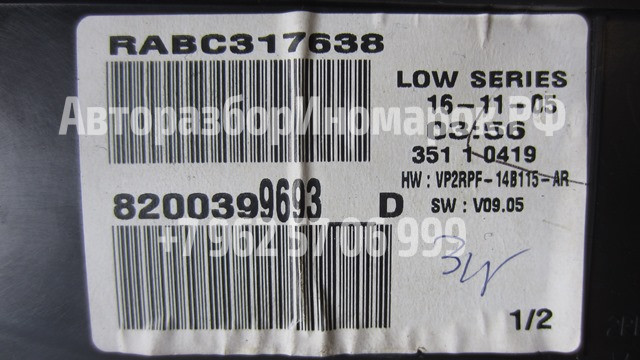 RABC317638
LOW SERIES
16-11-05
03:56
351 1 0419
HW : VP2RPF-14B115-AR
SW : V09.05
8200399693 D
1/2
АвторазборИномарок.РФ
+7 962 57 06 999